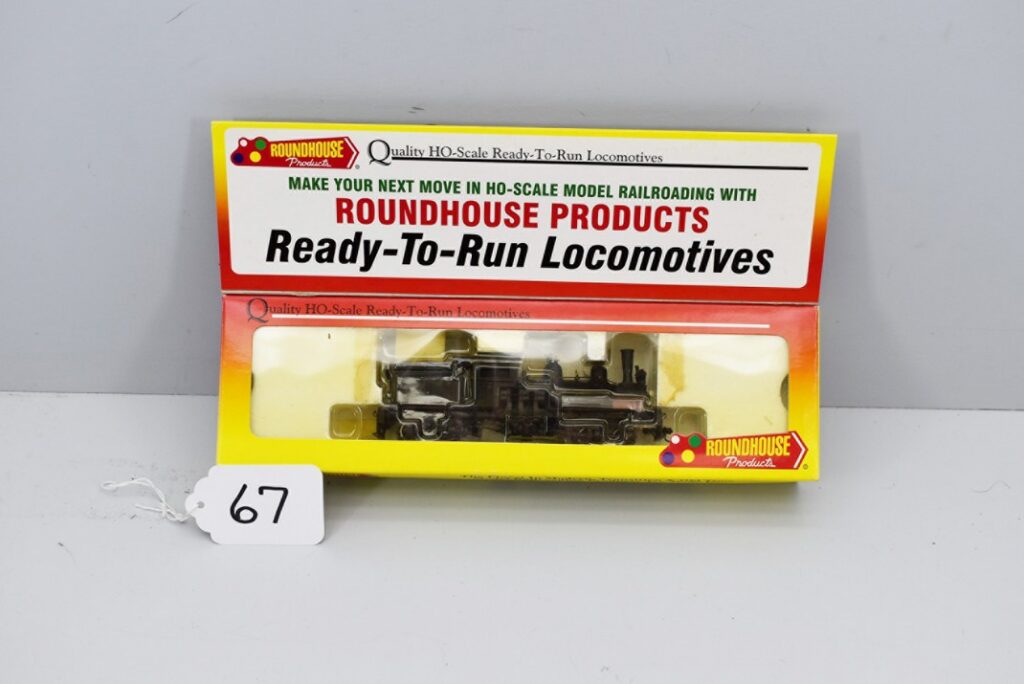 ROUNDHOUSE
Products
Quality HO-Scale Ready-To-Run Locomotives
MAKE YOUR NEXT MOVE IN HO-SCALE MODEL RAILROADING WITH
ROUNDHOUSE PRODUCTS
Ready-To-Run Locomotives
Quality HO-Scale Ready-To-Run Locomotives
ROUNDHOUSE
Products
67